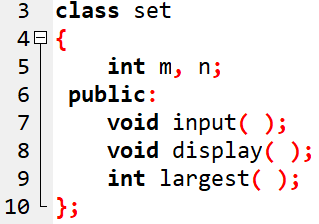 3 class set
4 {
5 int m, n;
6 public:
7 void input( );
8 void display( );
9 int largest( );
10 };